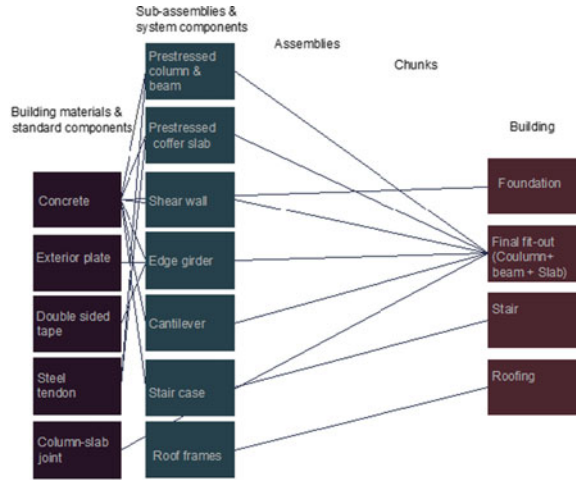 Sub-assemblies &
system components
Assemblies
Chunks
Building materials &
standard components
Building
Prestressed
column &
beam
Prestressed
coffer slab
Shear wall
Edge girder
Cantilever
Stair case
Roof frames
Concrete
Exterior plate
Double sided
tape
Steel
tendon
Column-slab
joint
Foundation
Final fit-out
(Coulumn+
beam + Slab)
Stair
Roofing